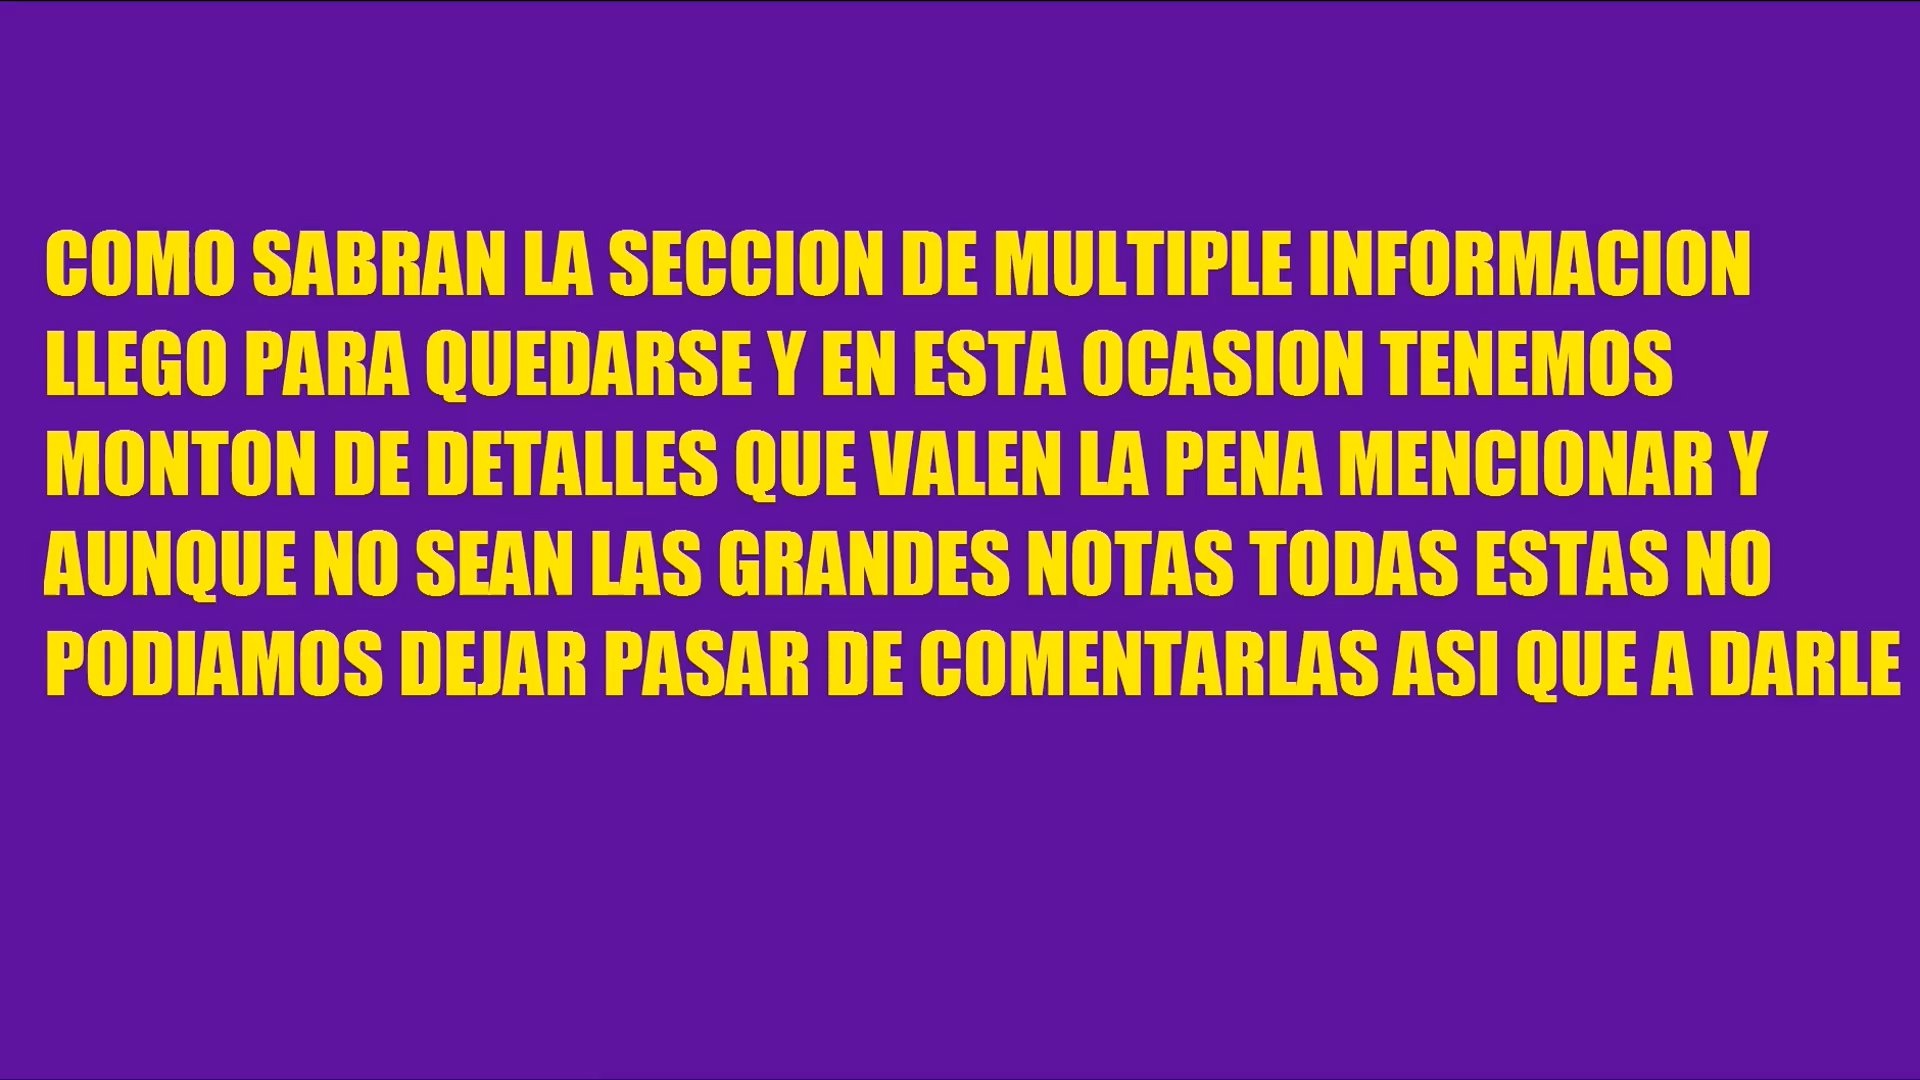 COMO SABRAN LA SECCION DE MULTIPLE INFORMACION
LLEGO PARA QUEDARSE Y EN ESTA OCASION TENEMOS
MONTON DE DETALLES QUE VALEN LA PENA MENCIONAR Y
AUNQUE NO SEAN LAS GRANDES NOTAS TODAS ESTAS NO
PODIAMOS DEJAR PASAR DE COMENTARLAS ASI QUE A DARLE